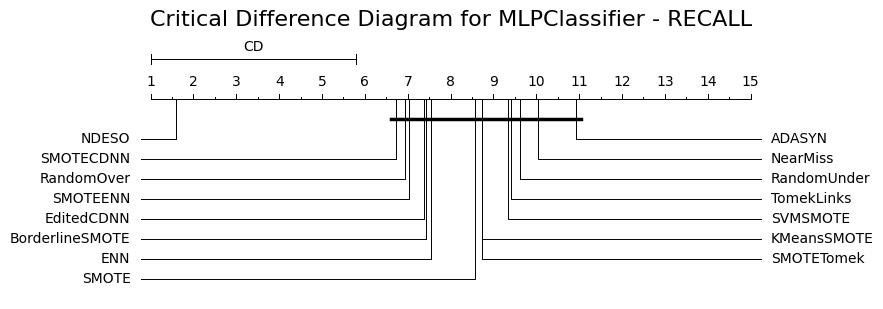 Critical Difference Diagram for MLPClassifier - RECALL
CD
1 2 3 4 5 6 7 8 9 10 11 12 13 14 15
NDESO ADASYN
SMOTECDNN NearMiss
RandomOver RandomUnder
SMOTEENN TomekLinks
EditedCDNN SVMSMOTE
BorderlineSMOTE KMeansSMOTE
ENN SMOTETomek
SMOTE